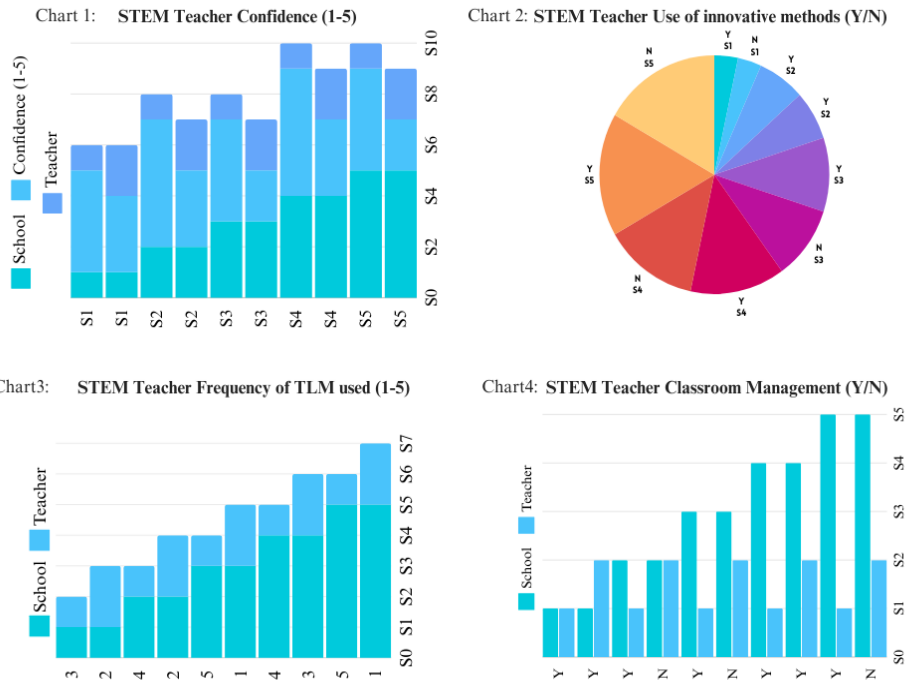 Chart 1: STEM Teacher Confidence (1-5)
School
Confidence (1-5)
Teacher
S10
S8
S6
S4
S2
S0
S1
S1
S2
S2
S3
S3
S4
S4
S5
S5
Chart 2: STEM Teacher Use of innovative methods (Y/N)
Y
S1
N
S1
Y
S2
Y
S2
Y
S3
N
S3
Y
S4
N
S4
Y
S5
N
S5
Chart3: STEM Teacher Frequency of TLM used (1-5)
School
Teacher
S7
S6
S5
S4
S3
S2
S1
S0
3
2
4
2
5
1
4
3
5
1
Chart4: STEM Teacher Classroom Management (Y/N)
School
Teacher
S5
S4
S3
S2
S1
S0
Y
Y
Y
N
Y
N
Y
Y
Y
N